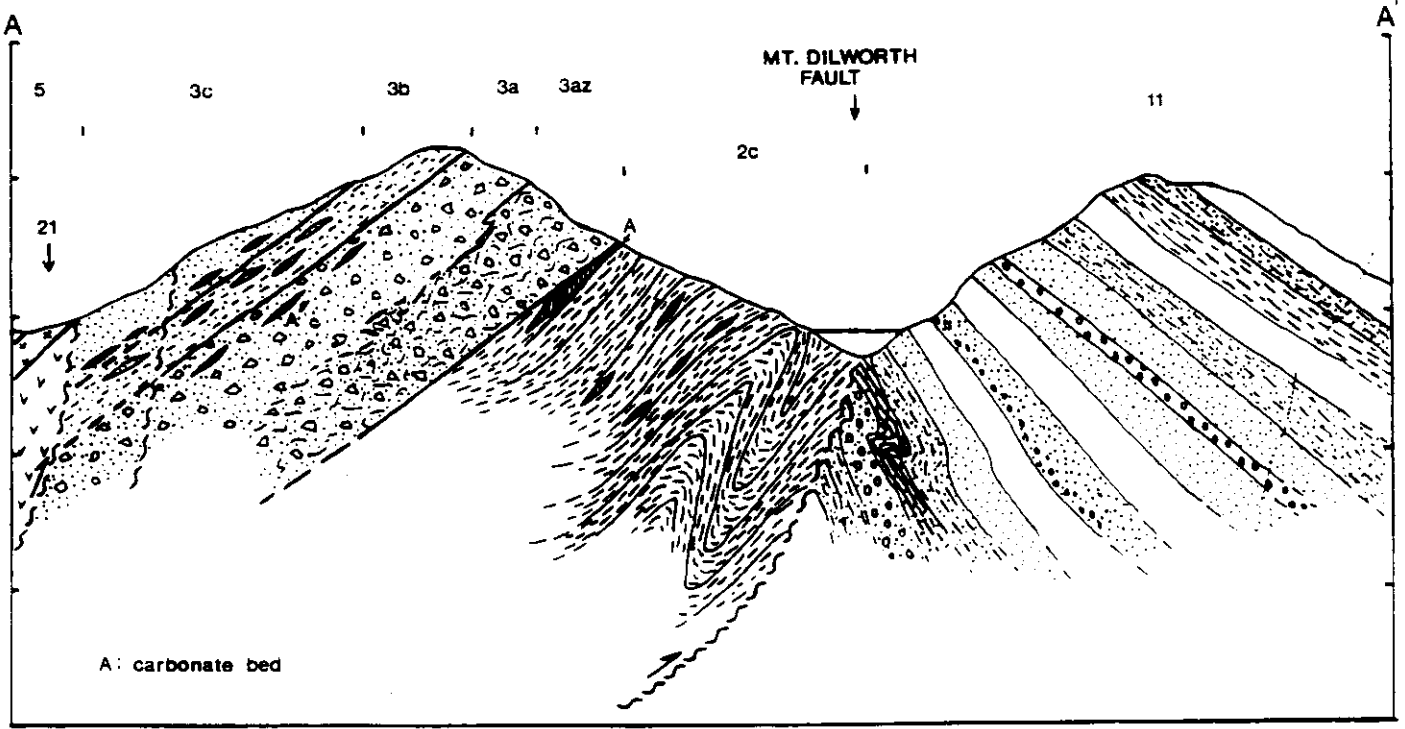 A A'
MT. DILWORTH
FAULT
5 3c 3b 3a 3az 11
2c
21
A
A
A: carbonate bed